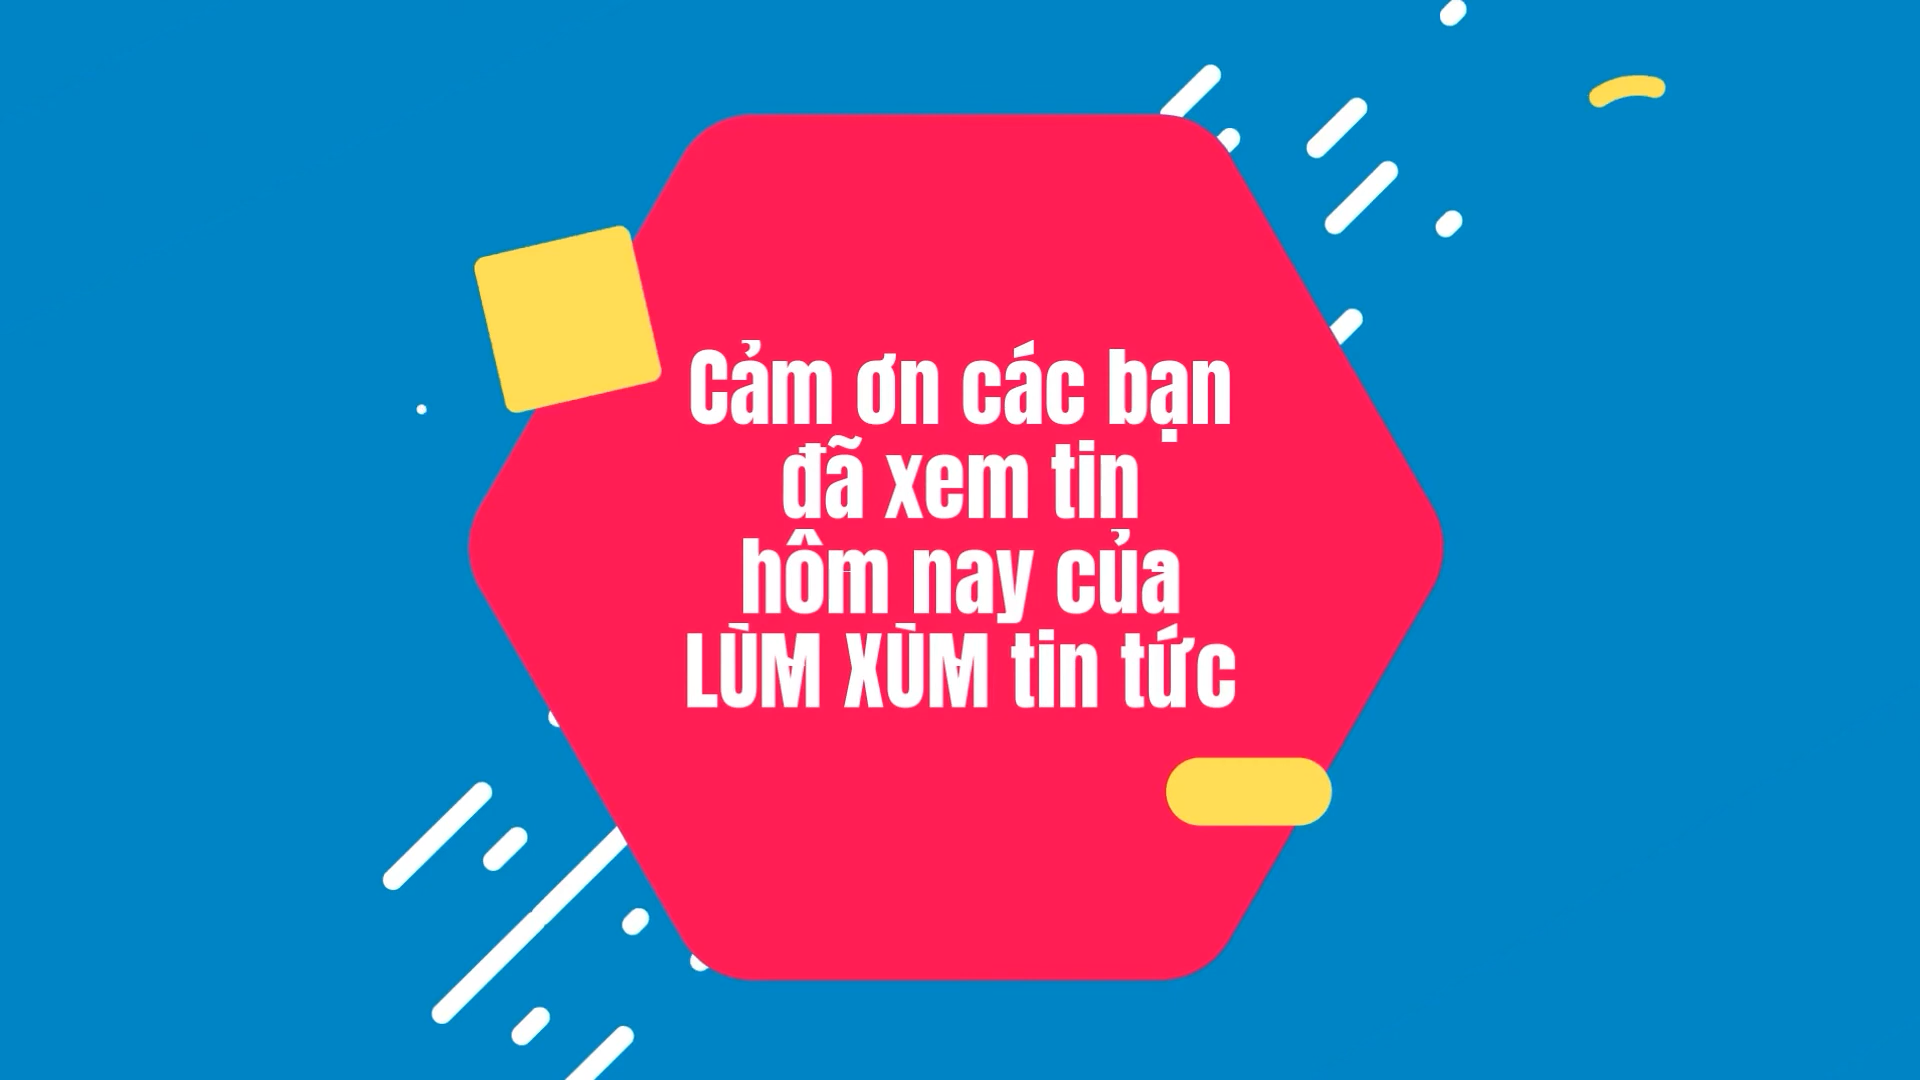 Cảm ơn các bạn
đã xem tin
hôm nay của
LÙM XÙM tin tức